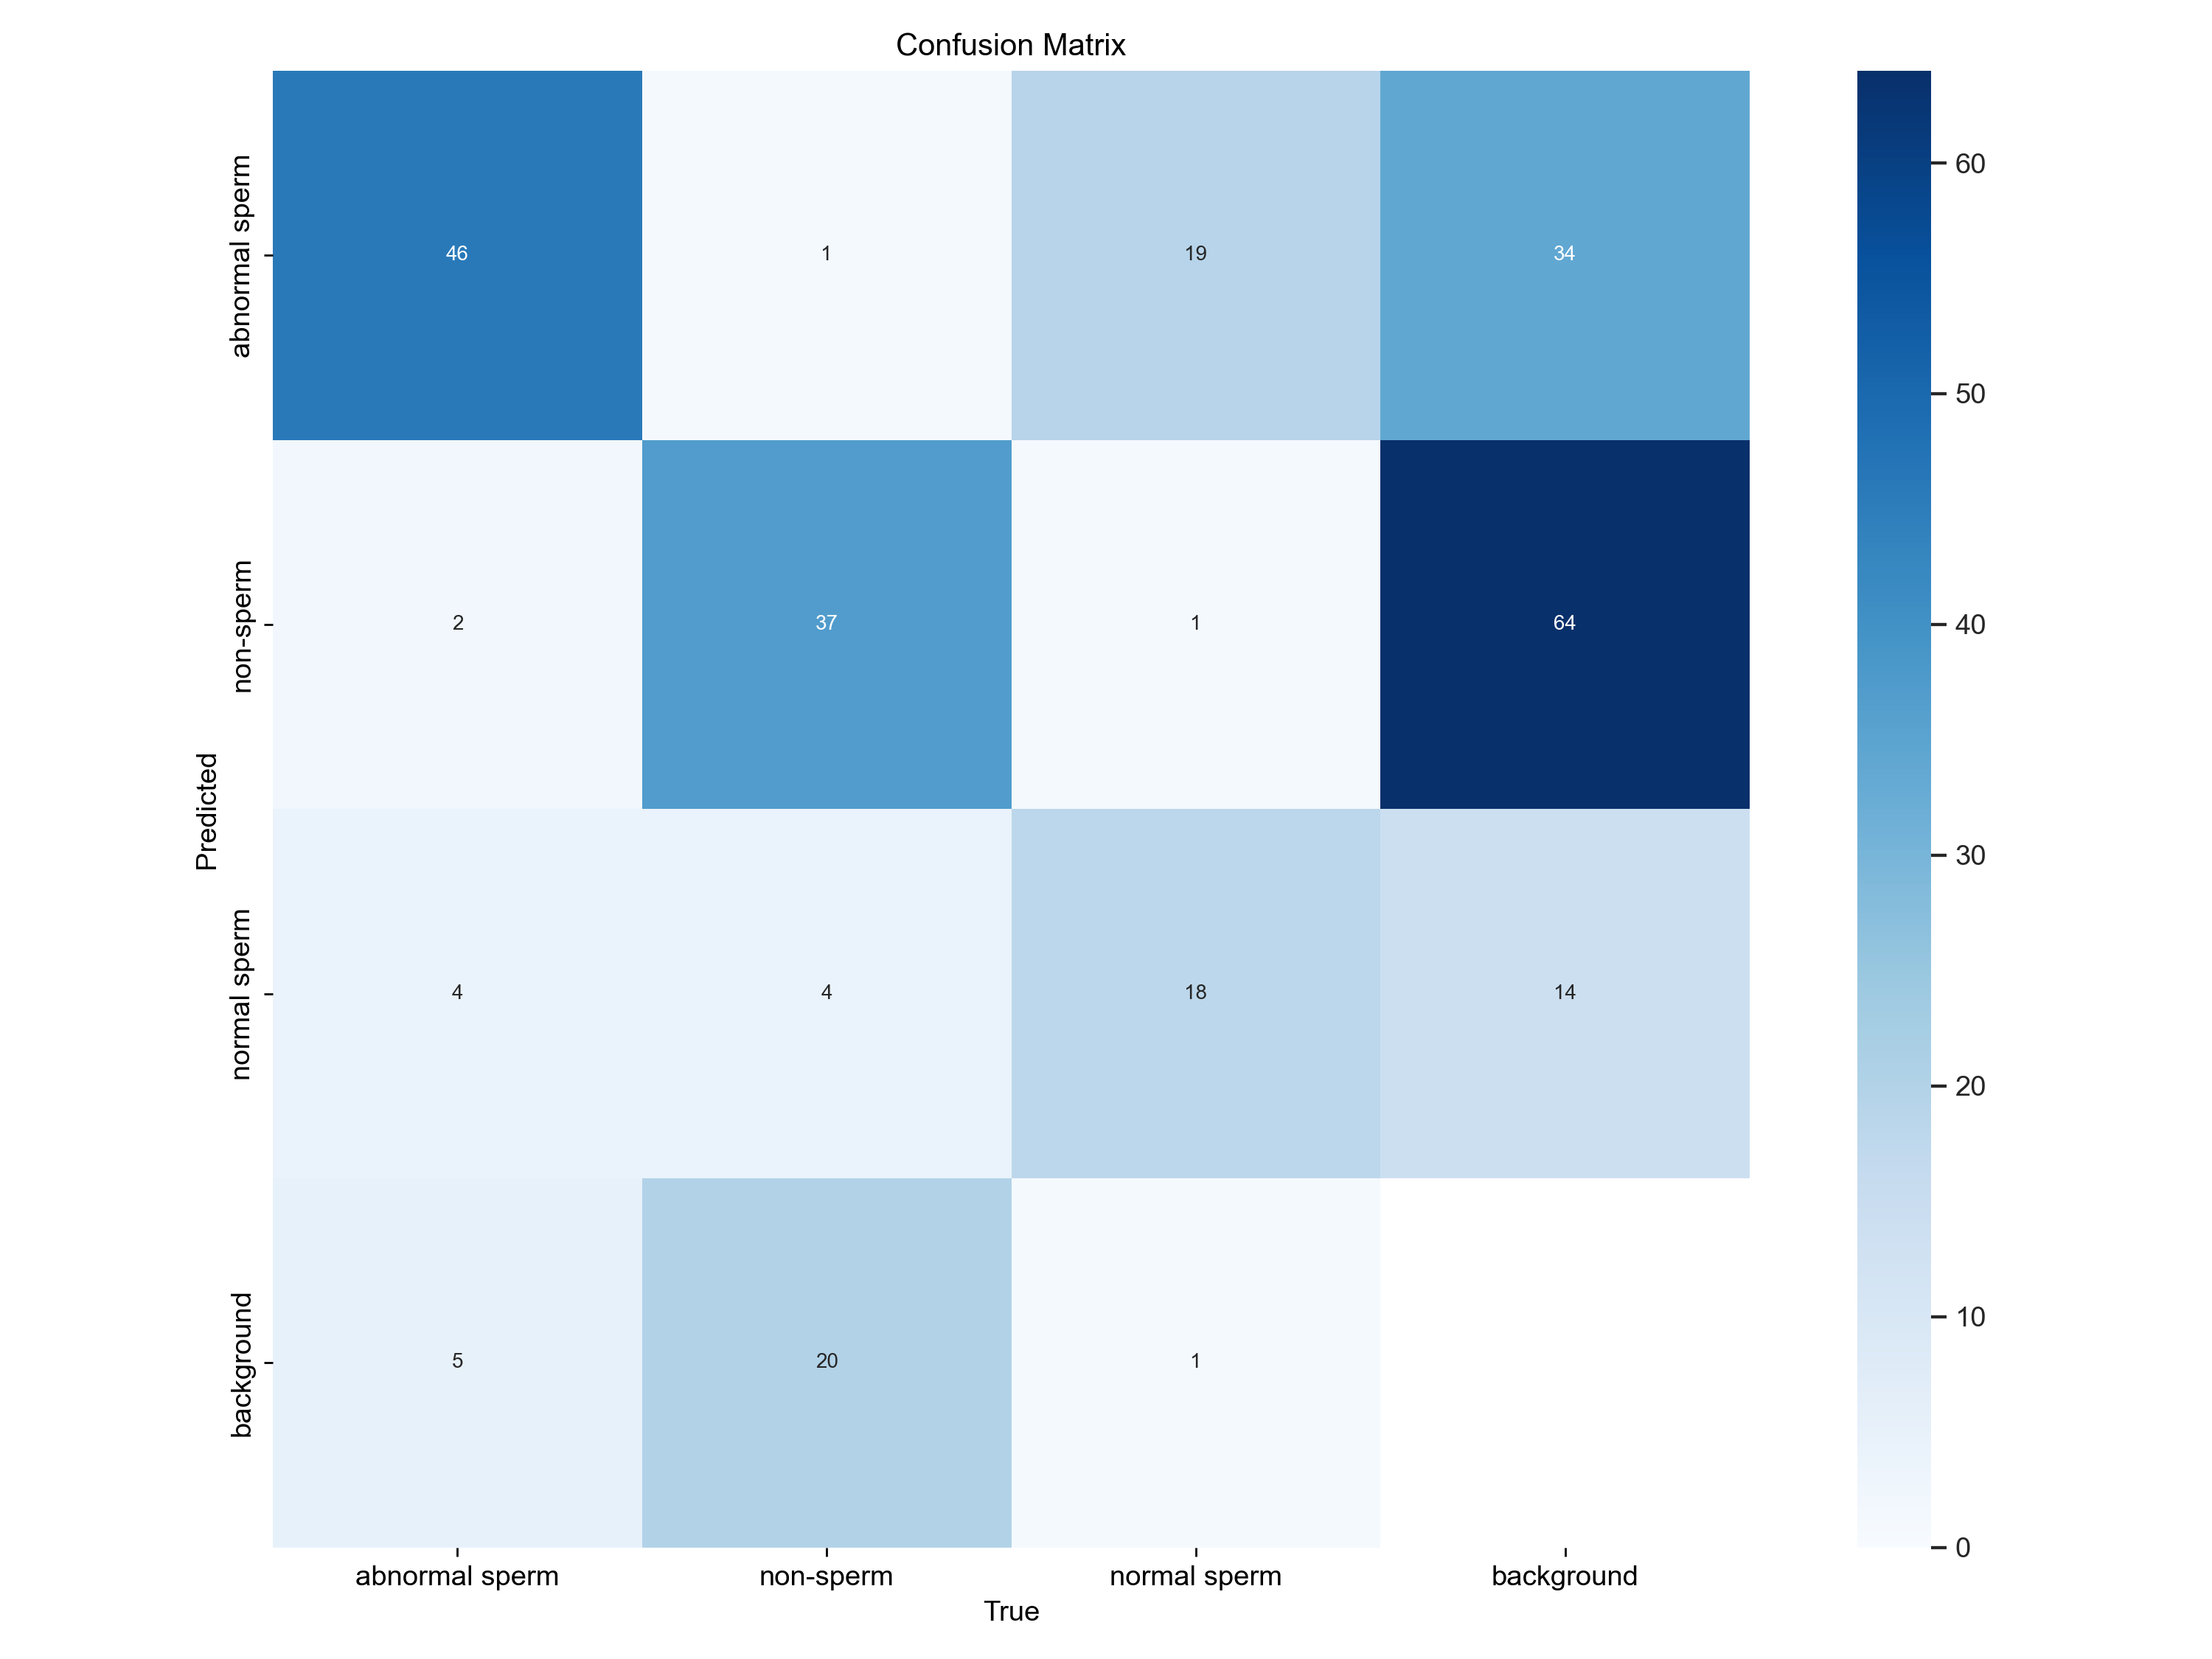 Confusion Matrix
abnormal sperm
46 1 19 34
non-sperm
2 37 1 64
Predicted
normal sperm
4 4 18 14
background
5 20 1
abnormal sperm non-sperm normal sperm background
True
60
50
40
30
20
10
0